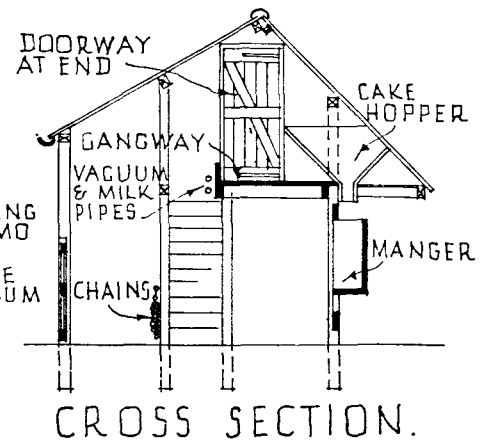 DOORWAY
AT END
CAKE
HOPPER
GANGWAY
VACUUM
& MILK
PIPES
MANGER
CHAINS
CROSS SECTION.